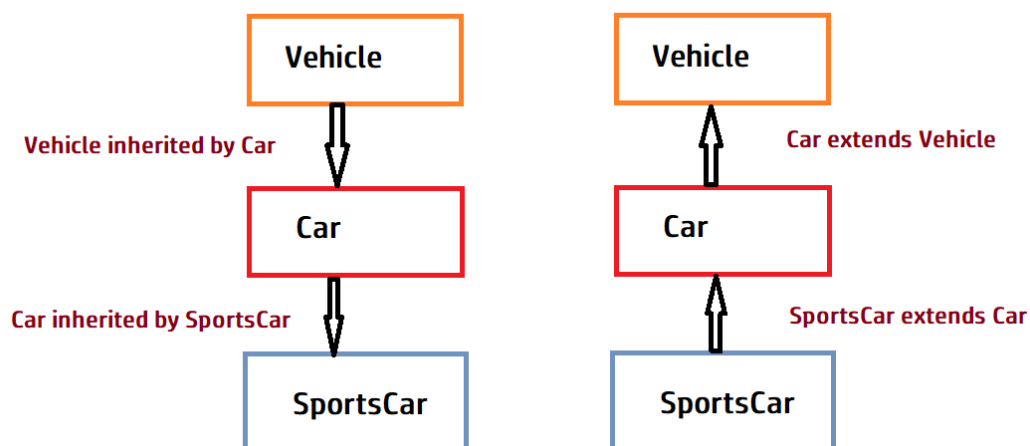 Vehicle
Vehicle inherited by Car
Car
Car inherited by SportsCar
SportsCar
Vehicle
Car extends Vehicle
Car
SportsCar extends Car
SportsCar